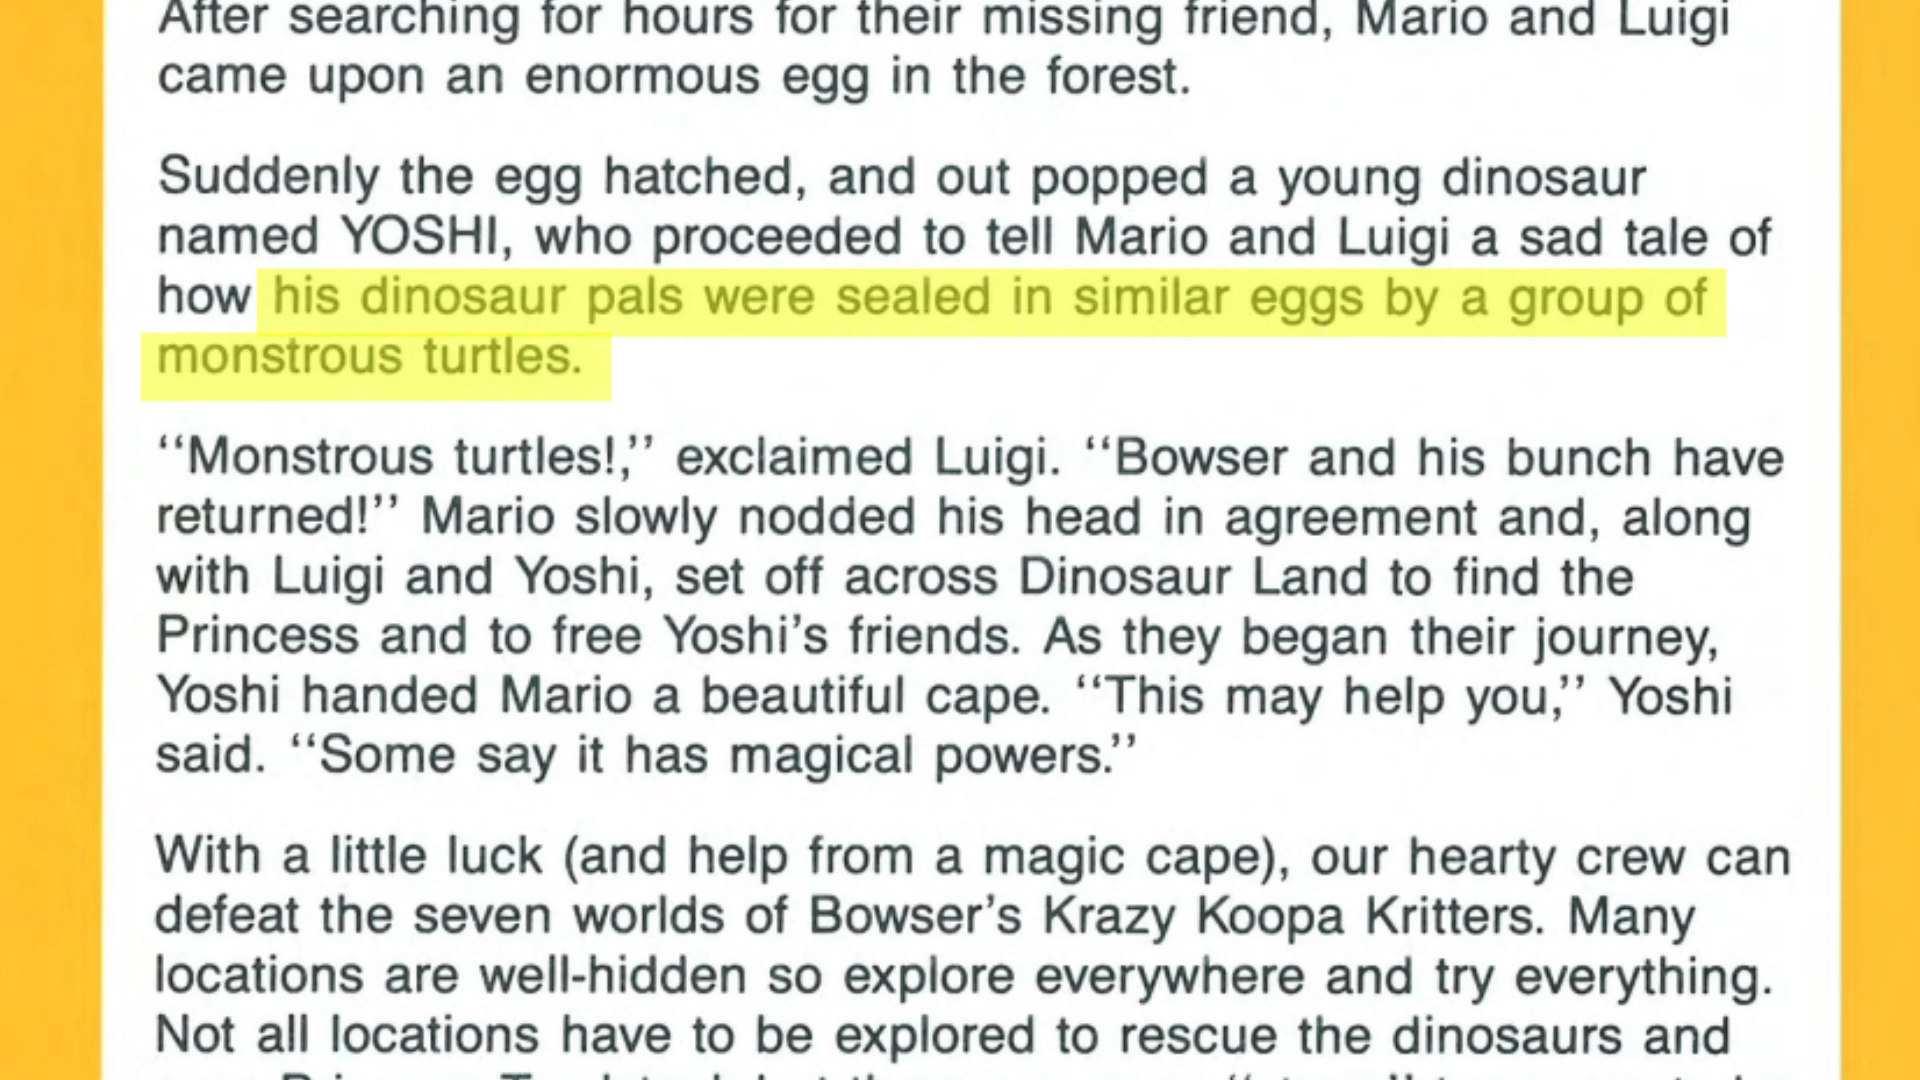 After searching for hours for their missing friend, Mario and Luigi
came upon an enormous egg in the forest.
Suddenly the egg hatched, and out popped a young dinosaur
named YOSHI, who proceeded to tell Mario and Luigi a sad tale of
how his dinosaur pals were sealed in similar eggs by a group of
monstrous turtles.
‘‘Monstrous turtles!,’’ exclaimed Luigi. ‘‘Bowser and his bunch have
returned!’’ Mario slowly nodded his head in agreement and, along
with Luigi and Yoshi, set off across Dinosaur Land to find the
Princess and to free Yoshi’s friends. As they began their journey,
Yoshi handed Mario a beautiful cape. ‘‘This may help you,’’ Yoshi
said. ‘‘Some say it has magical powers.’’
With a little luck (and help from a magic cape), our hearty crew can
defeat the seven worlds of Bowser’s Krazy Koopa Kritters. Many
locations are well-hidden so explore everywhere and try everything.
Not all locations have to be explored to rescue the dinosaurs and